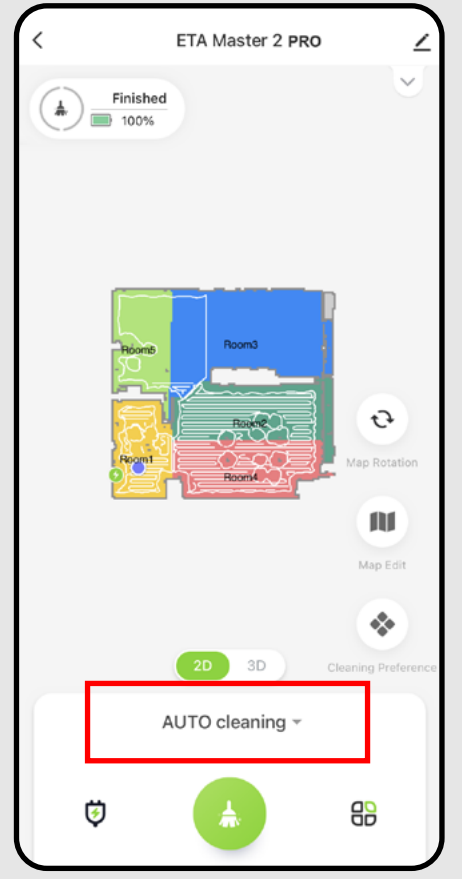 ETA Master 2 PRO
Finished
100%
Room5
Room3
Room2
Room1
Room4
Map Rotation
Map Edit
2D 3D
Cleaning Preference
AUTO cleaning